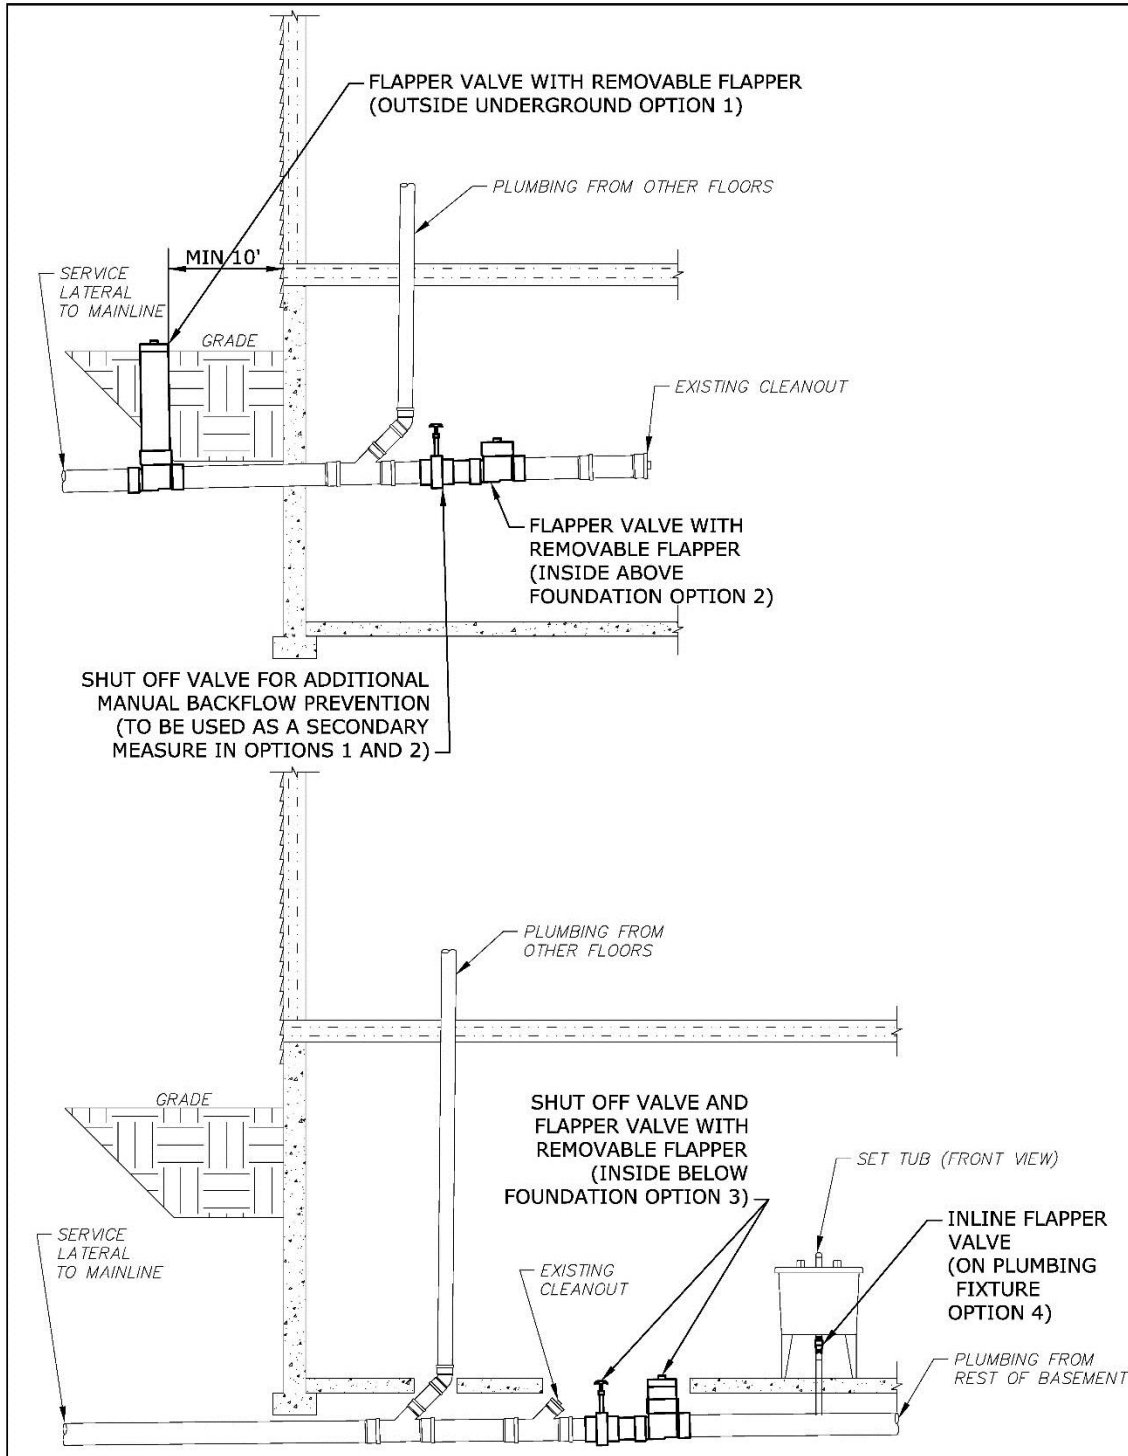 FLAPPER VALVE WITH REMOVABLE FLAPPER
(OUTSIDE UNDERGROUND OPTION 1)
PLUMBING FROM OTHER FLOORS
MIN 10'
SERVICE
LATERAL
TO MAINLINE
GRADE
EXISTING CLEANOUT
FLAPPER VALVE WITH
REMOVABLE FLAPPER
(INSIDE ABOVE
FOUNDATION OPTION 2)
SHUT OFF VALVE FOR ADDITIONAL
MANUAL BACKFLOW PREVENTION
(TO BE USED AS A SECONDARY
MEASURE IN OPTIONS 1 AND 2)
PLUMBING FROM
OTHER FLOORS
GRADE
SHUT OFF VALVE AND
FLAPPER VALVE WITH
REMOVABLE FLAPPER
(INSIDE BELOW
FOUNDATION OPTION 3)
SET TUB (FRONT VIEW)
SERVICE
LATERAL
TO MAINLINE
EXISTING
CLEANOUT
INLINE FLAPPER
VALVE
(ON PLUMBING
FIXTURE
OPTION 4)
PLUMBING FROM
REST OF BASEMENT